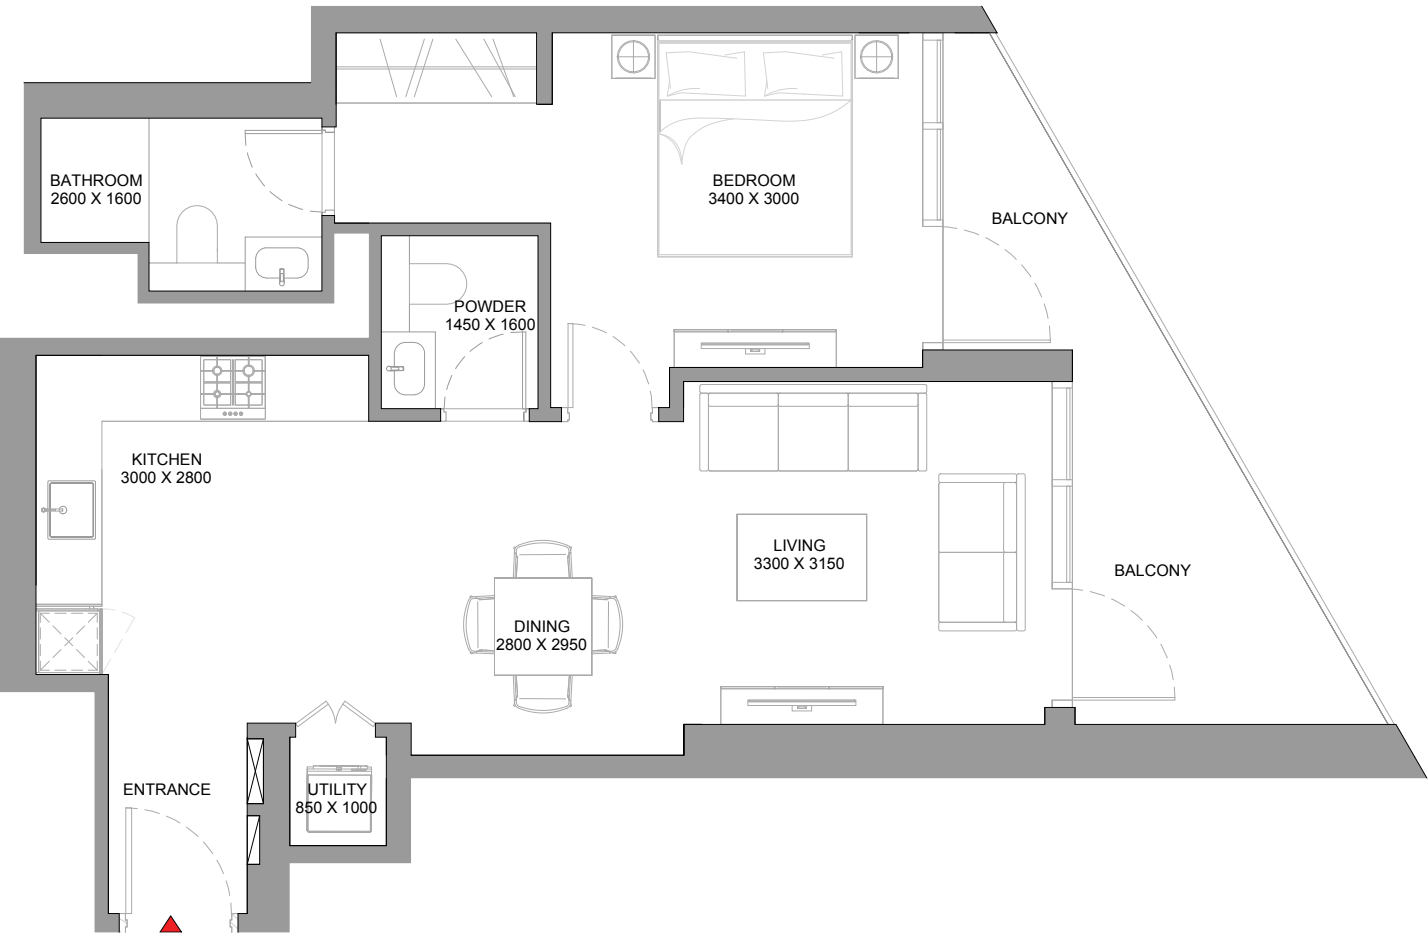 BATHROOM
2600 X 1600
BEDROOM
3400 X 3000
BALCONY
POWDER
1450 X 1600
KITCHEN
3000 X 2800
LIVING
3300 X 3150
BALCONY
DINING
2800 X 2950
ENTRANCE
UTILITY
850 X 1000